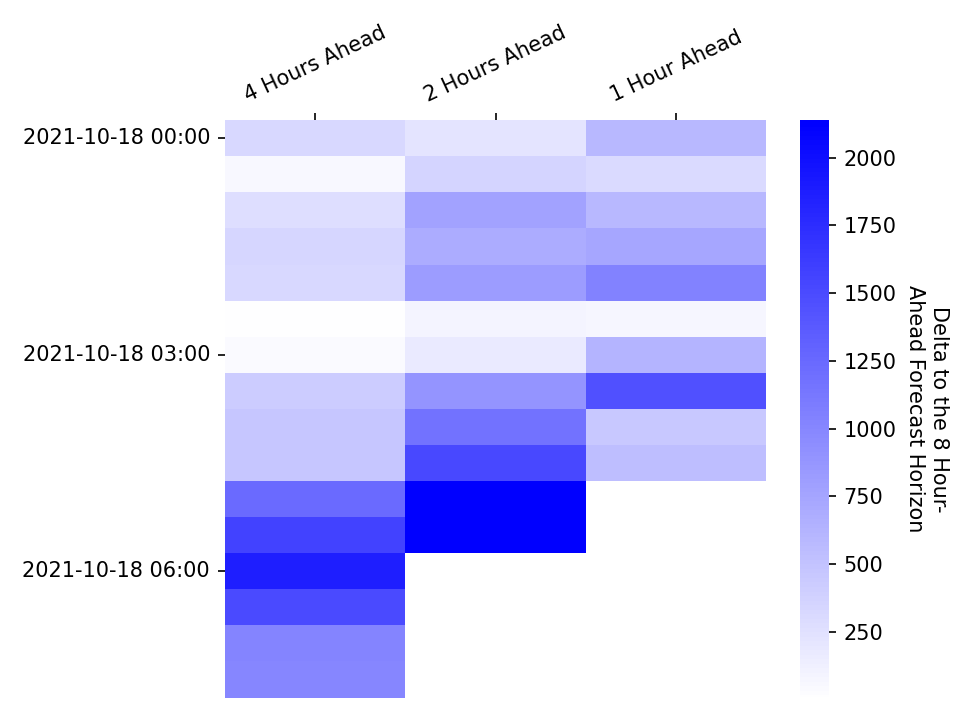 4 Hours Ahead
2 Hours Ahead
1 Hour Ahead
2021-10-18 00:00
2021-10-18 03:00
2021-10-18 06:00
2000
1750
1500
1250
1000
750
500
250
Delta to the 8 Hour-
Ahead Forecast Horizon